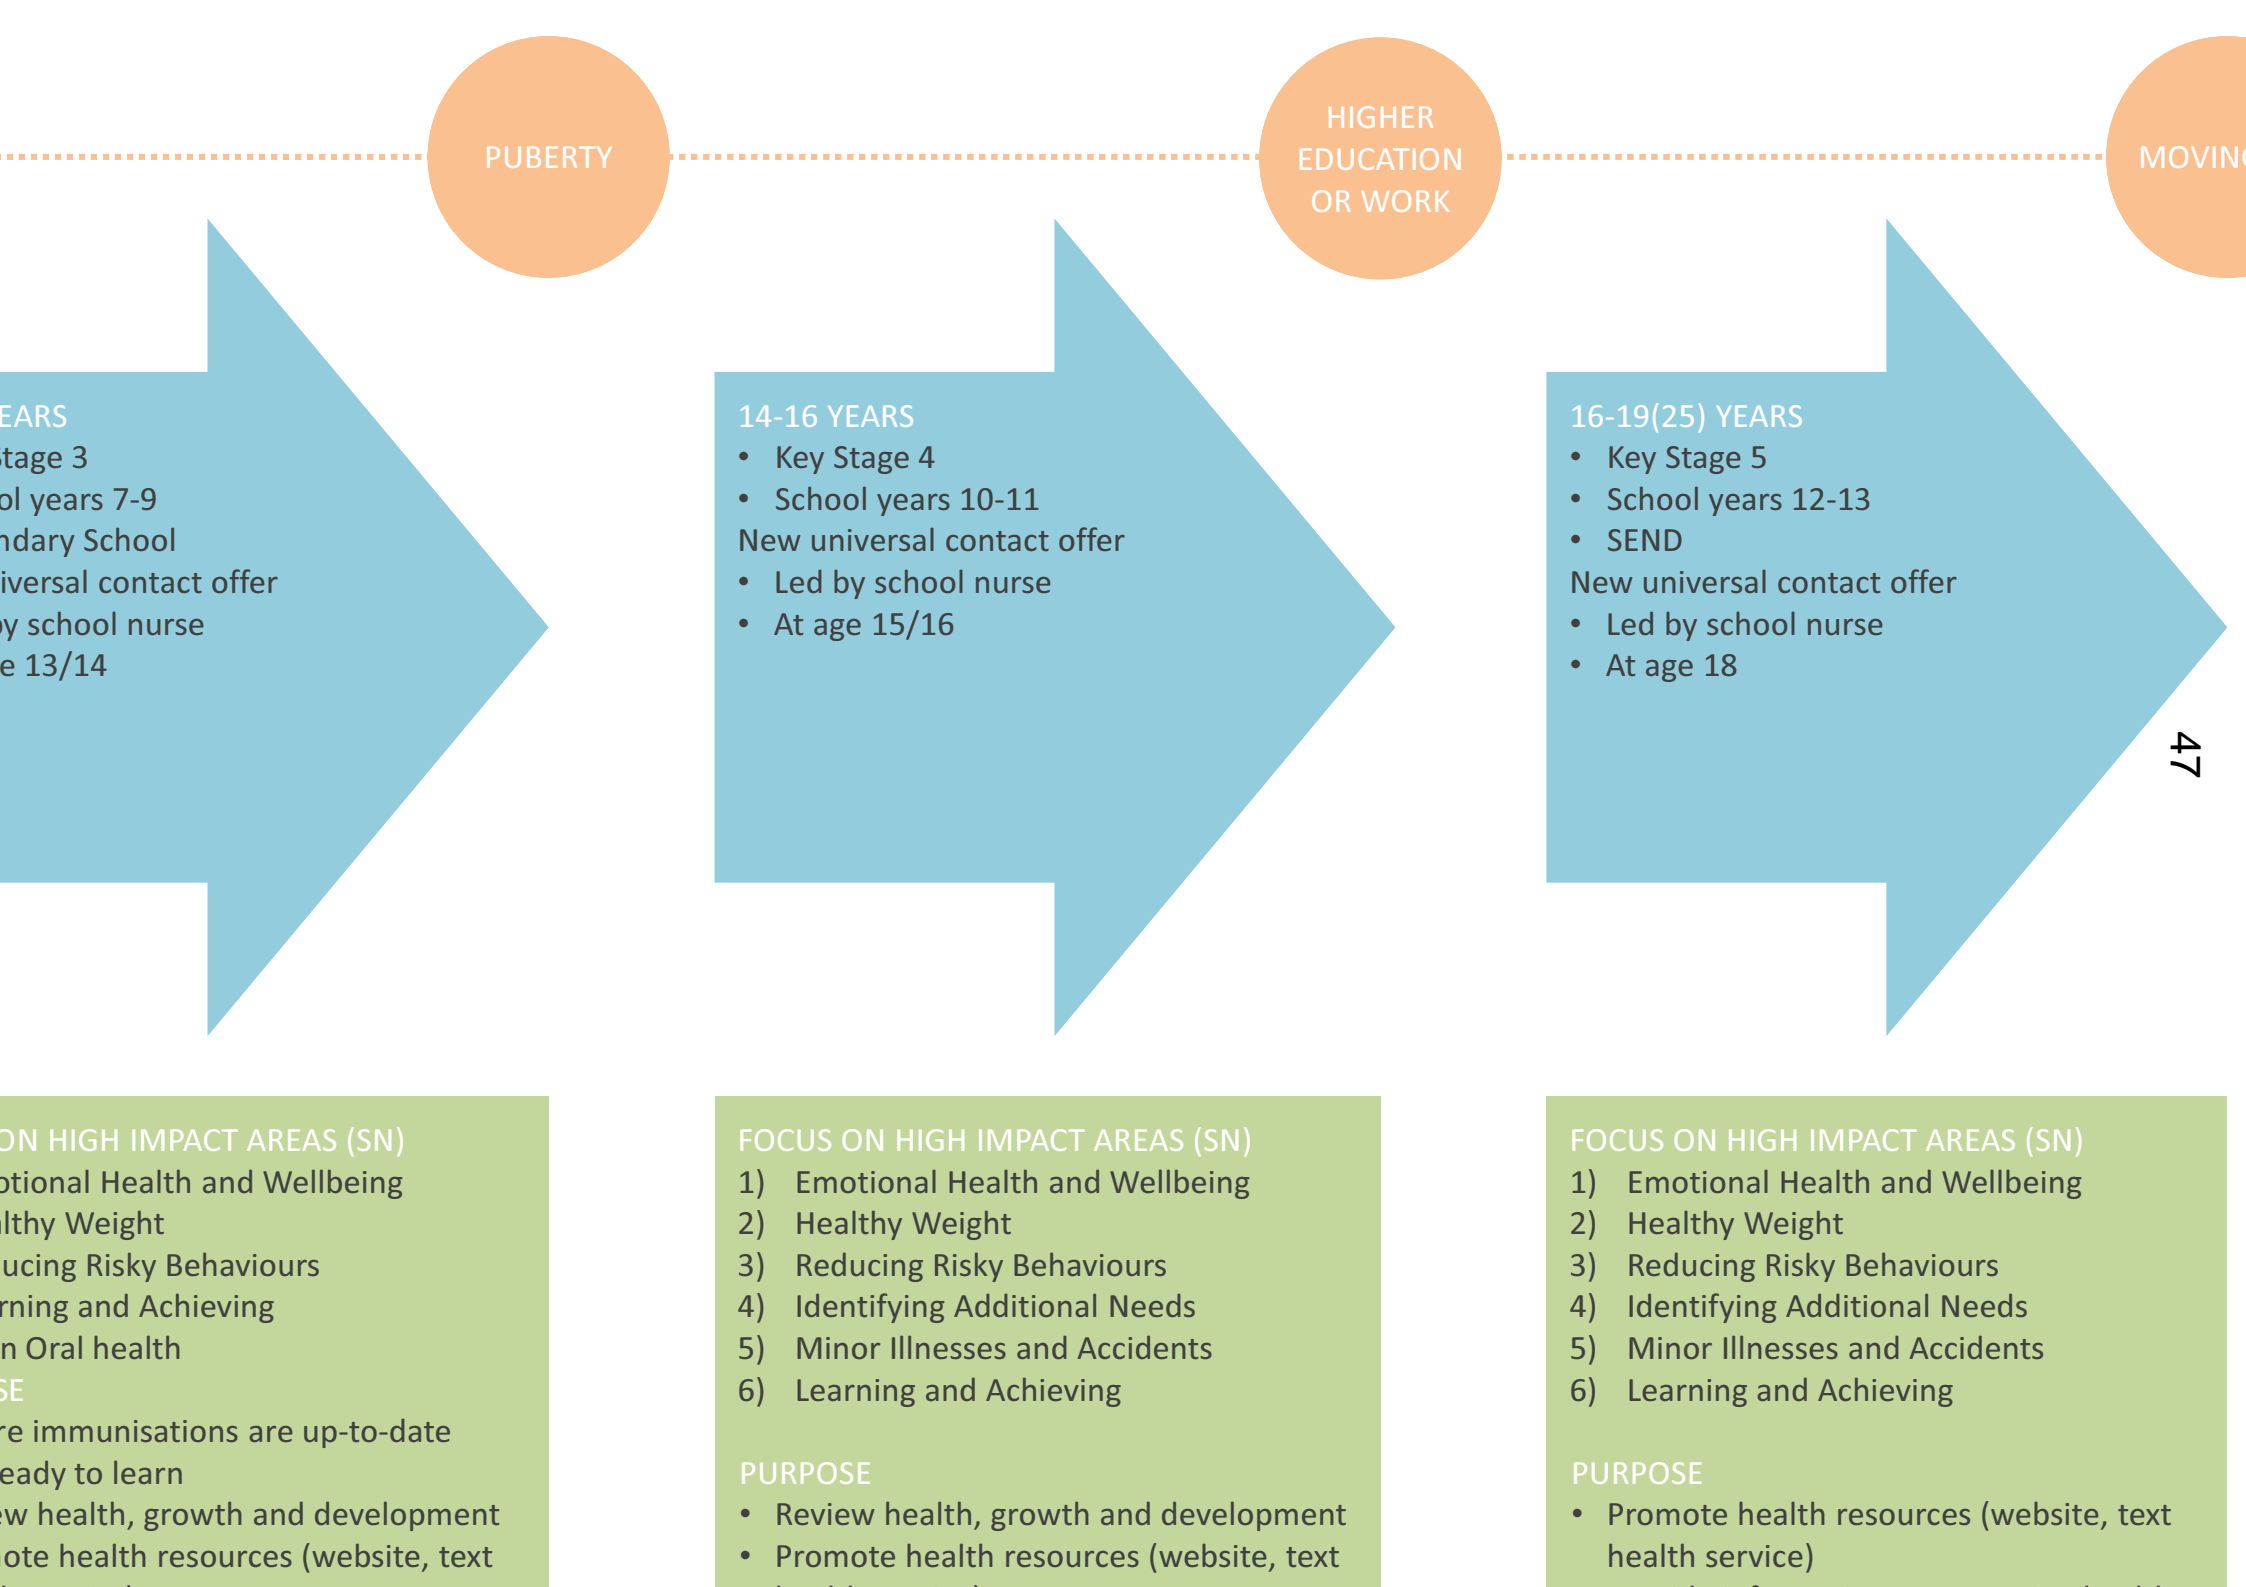 PUBERTY
HIGHER
EDUCATION
OR WORK
MOVING
EARS
Stage 3
ol years 7-9
ndary School
iversal contact offer
by school nurse
e 13/14
14-16 YEARS
• Key Stage 4
• School years 10-11
New universal contact offer
• Led by school nurse
• At age 15/16
16-19(25) YEARS
• Key Stage 5
• School years 12-13
• SEND
New universal contact offer
• Led by school nurse
• At age 18
47
ON HIGH IMPACT AREAS (SN)
otional Health and Wellbeing
lthy Weight
ucing Risky Behaviours
rning and Achieving
n Oral health
SE
re immunisations are up-to-date
eady to learn
ew health, growth and development
ote health resources (website, text
FOCUS ON HIGH IMPACT AREAS (SN)
1) Emotional Health and Wellbeing
2) Healthy Weight
3) Reducing Risky Behaviours
4) Identifying Additional Needs
5) Minor Illnesses and Accidents
6) Learning and Achieving
PURPOSE
• Review health, growth and development
• Promote health resources (website, text
FOCUS ON HIGH IMPACT AREAS (SN)
1) Emotional Health and Wellbeing
2) Healthy Weight
3) Reducing Risky Behaviours
4) Identifying Additional Needs
5) Minor Illnesses and Accidents
6) Learning and Achieving
PURPOSE
• Promote health resources (website, text
health service)